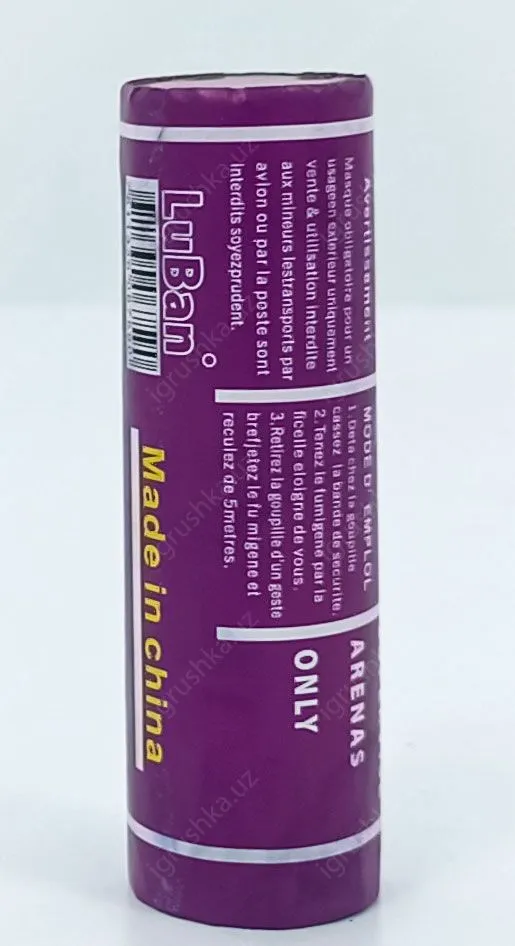 Avertissement
Masque obligatoire pour un
usageen exterieur uniquement
vente & utilisation interdite
aux mineurs lestransports par
avion ou par la poste sont
interdits soyezprudent.
MODE D' EMPLOL
1.Deta chez la goupille
cassez la bande de securite.
2.Tenez le fumigene par la
ficelle eloigne de vous.
3.Retirez la goupille d'un geste
brefjetez le fu migene et
reculez de 5metres.
ARENAS
ONLY
LuBan
Made in china
igrushka.uz